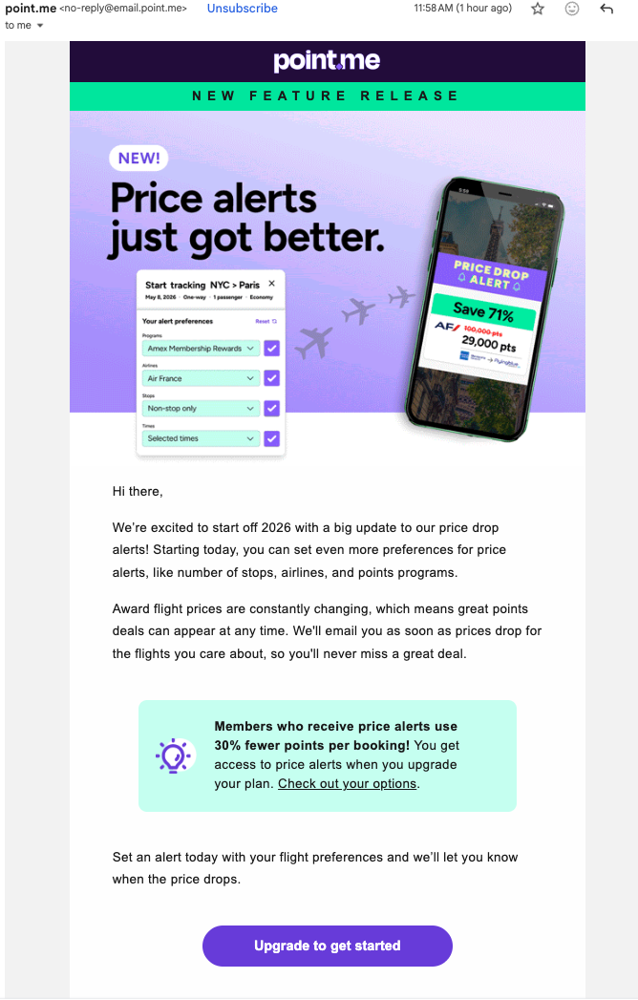 point.me <no-reply@email.point.me> Unsubscribe 11:58 AM (1 hour ago)
to me
point.me
NEW FEATURE RELEASE
NEW!
Price alerts
just got better.
Start tracking NYC > Paris
May 8, 2026 · One-way · 1 passenger · Economy
Your alert preferences Reset
Programs
Amex Membership Rewards
Airlines
Air France
Stops
Non-stop only
Times
Selected times
PRICE DROP
ALERT
Save 71%
AF 100,000 pts
29,000 pts
Hi there,
We’re excited to start off 2026 with a big update to our price drop
alerts! Starting today, you can set even more preferences for price
alerts, like number of stops, airlines, and points programs.
Award flight prices are constantly changing, which means great points
deals can appear at any time. We'll email you as soon as prices drop for
the flights you care about, so you'll never miss a great deal.
Members who receive price alerts use
30% fewer points per booking! You get
access to price alerts when you upgrade
your plan. Check out your options.
Set an alert today with your flight preferences and we’ll let you know
when the price drops.
Upgrade to get started